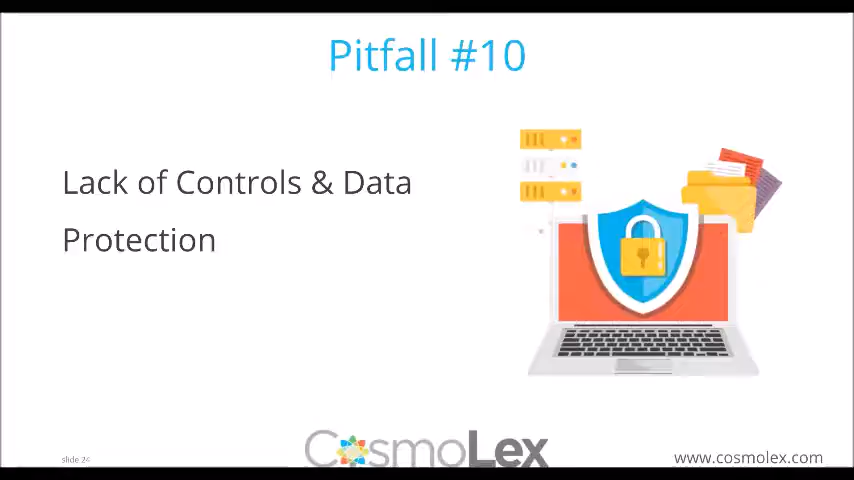 Pitfall #10
Lack of Controls & Data
Protection
slide 24
CosmoLex
www.cosmolex.com